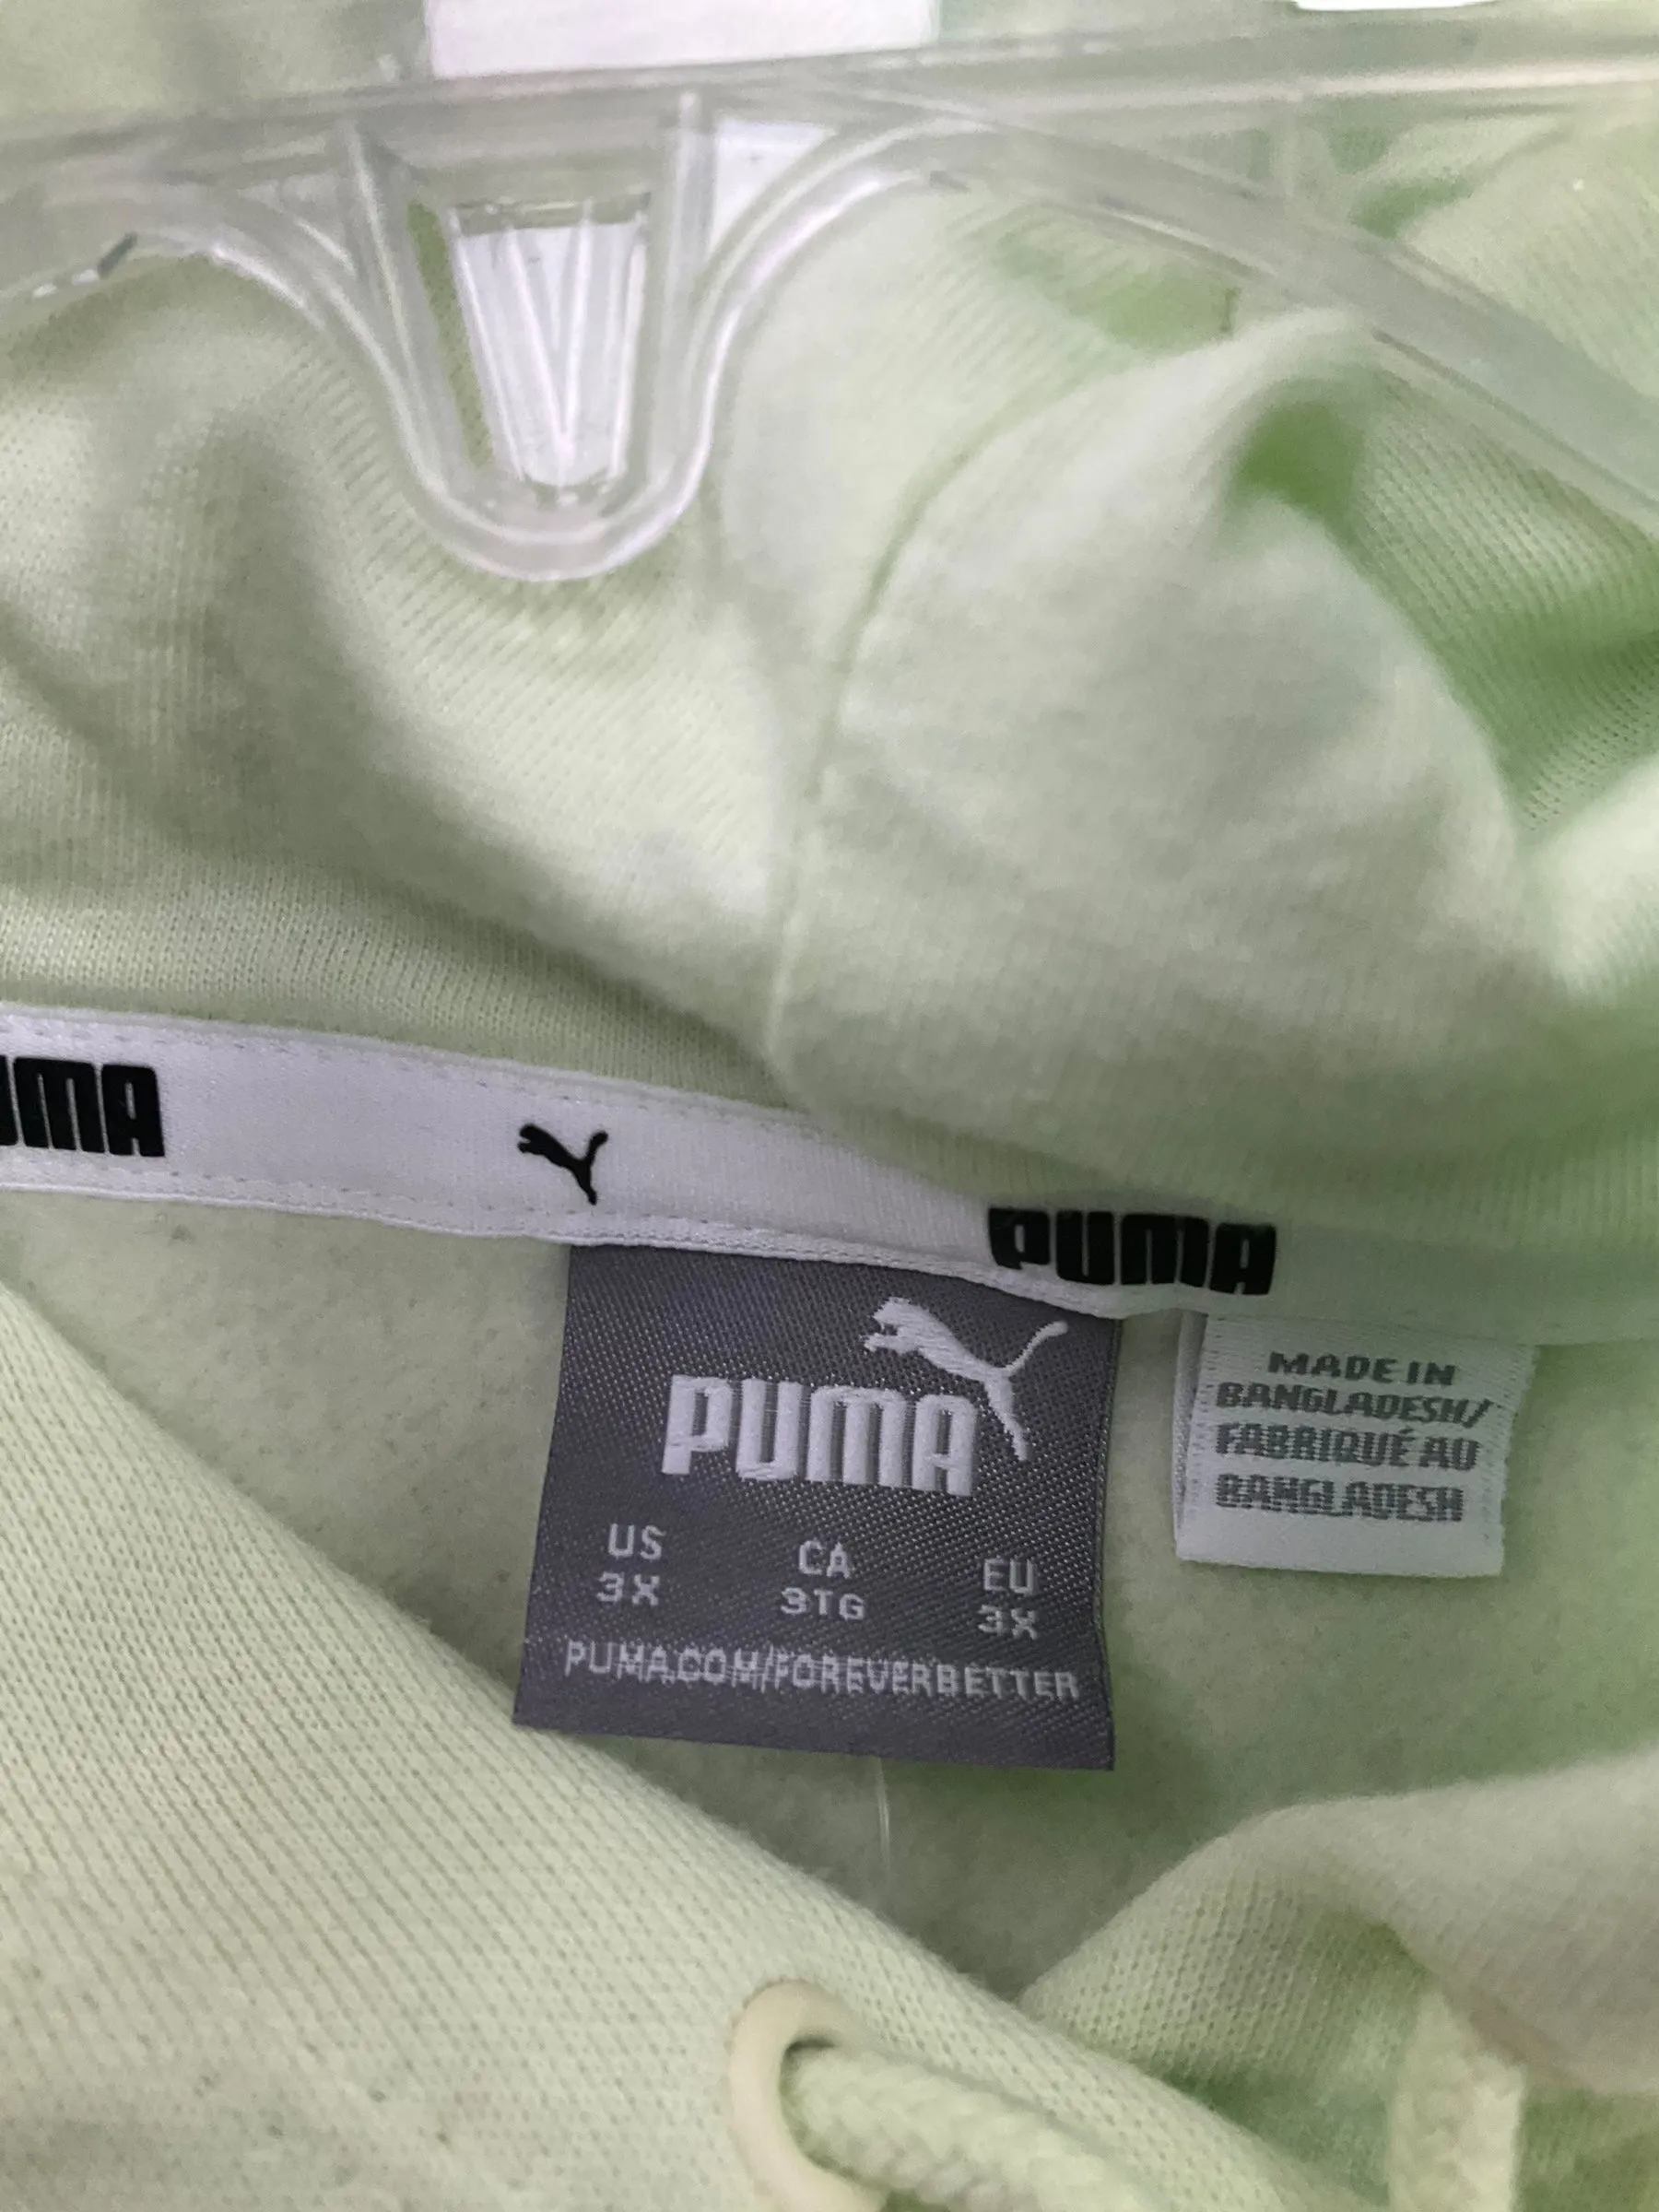 UMA
PUMA
PUMA
US CA EU
3X 3TG 3X
PUMA.COM/FOREVERBETTER
MADE IN
BANGLADESH/
FABRIQUÉ AU
BANGLADESH